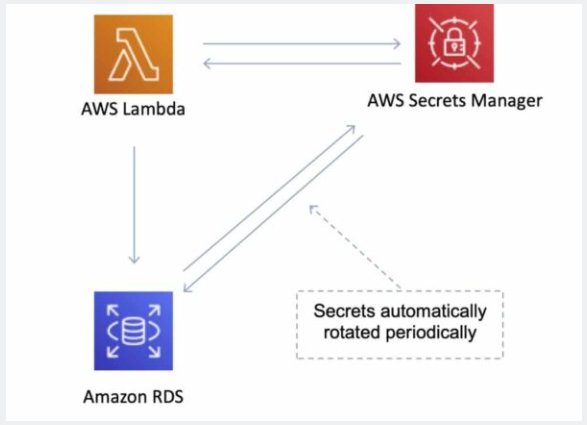 AWS Lambda
AWS Secrets Manager
Secrets automatically
rotated periodically
Amazon RDS